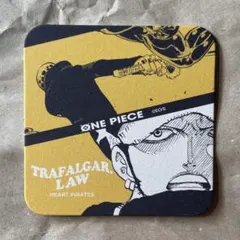 ONE PIECE
TRAFALGAR
LAW
HEART PIRATES